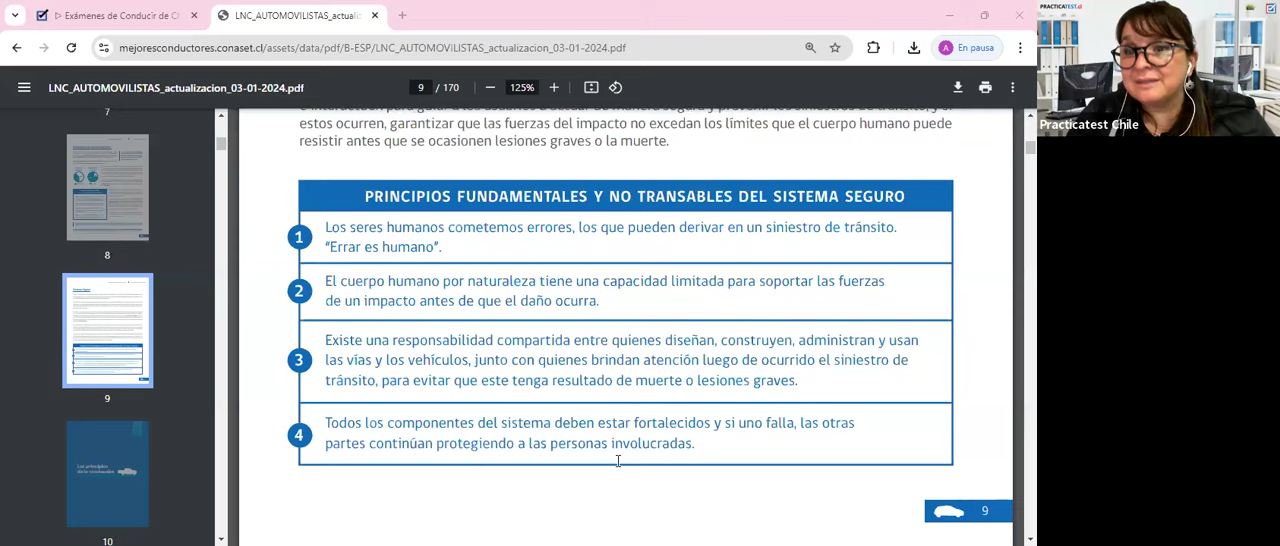 Exámenes de Conducir de C
LNC_AUTOMOVILISTAS_actualizac
mejoresconductores.conaset.cl/assets/data/pdf/B-ESP/LNC_AUTOMOVILISTAS_actualizacion_03-01-2024.pdf
A En pausa
LNC_AUTOMOVILISTAS_actualizacion_03-01-2024.pdf
9 / 170
125%
PRACTICATEST.cl
Practicatest Chile
7
8
9
Los principios
de la conducción
10
estos ocurren, garantizar que las fuerzas del impacto no excedan los límites que el cuerpo humano puede
resistir antes que se ocasionen lesiones graves o la muerte.
PRINCIPIOS FUNDAMENTALES Y NO TRANSABLES DEL SISTEMA SEGURO
1
Los seres humanos cometemos errores, los que pueden derivar en un siniestro de tránsito.
“Errar es humano”.
2
El cuerpo humano por naturaleza tiene una capacidad limitada para soportar las fuerzas
de un impacto antes de que el daño ocurra.
3
Existe una responsabilidad compartida entre quienes diseñan, construyen, administran y usan
las vías y los vehículos, junto con quienes brindan atención luego de ocurrido el siniestro de
tránsito, para evitar que este tenga resultado de muerte o lesiones graves.
4
Todos los componentes del sistema deben estar fortalecidos y si uno falla, las otras
partes continúan protegiendo a las personas involucradas.
9